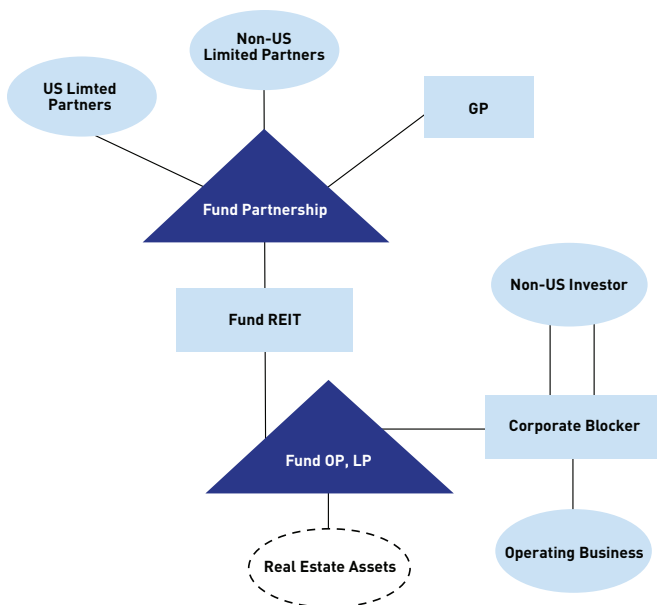 Non-US
Limited Partners
US Limted
Partners
GP
Fund Partnership
Non-US Investor
Fund REIT
Corporate Blocker
Fund OP, LP
Operating Business
Real Estate Assets